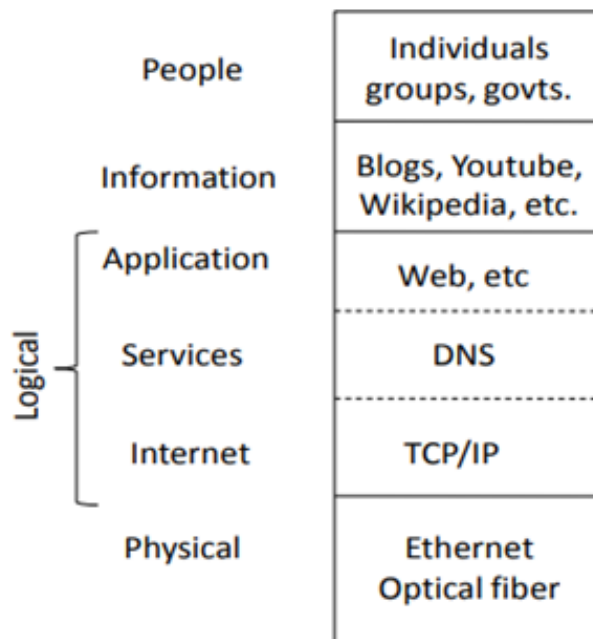 People
Individuals
groups, govts.
Information
Blogs, Youtube,
Wikipedia, etc.
Logical
Application
Web, etc
Services
DNS
Internet
TCP/IP
Physical
Ethernet
Optical fiber